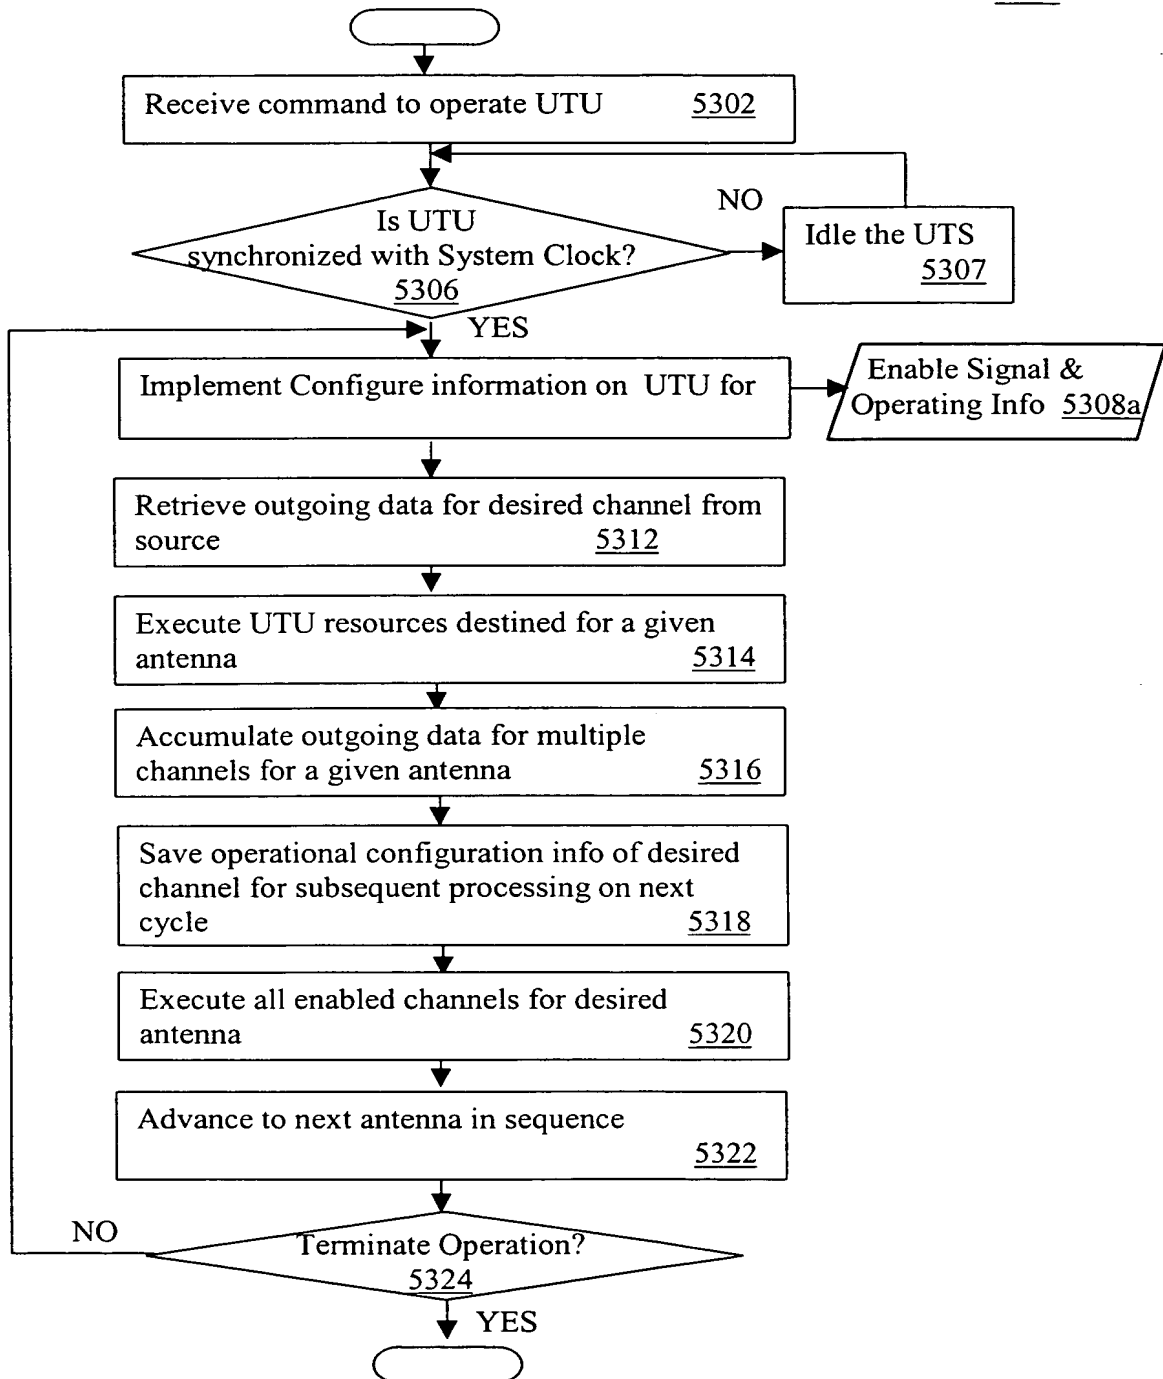 Receive command to operate UTU 5302
Is UTU
synchronized with System Clock?
5306
NO
Idle the UTS
5307
YES
Implement Configure information on UTU for
Enable Signal &
Operating Info 5308a
Retrieve outgoing data for desired channel from
source 5312
Execute UTU resources destined for a given
antenna 5314
Accumulate outgoing data for multiple
channels for a given antenna 5316
Save operational configuration info of desired
channel for subsequent processing on next
cycle 5318
Execute all enabled channels for desired
antenna 5320
Advance to next antenna in sequence
5322
NO
Terminate Operation?
5324
YES